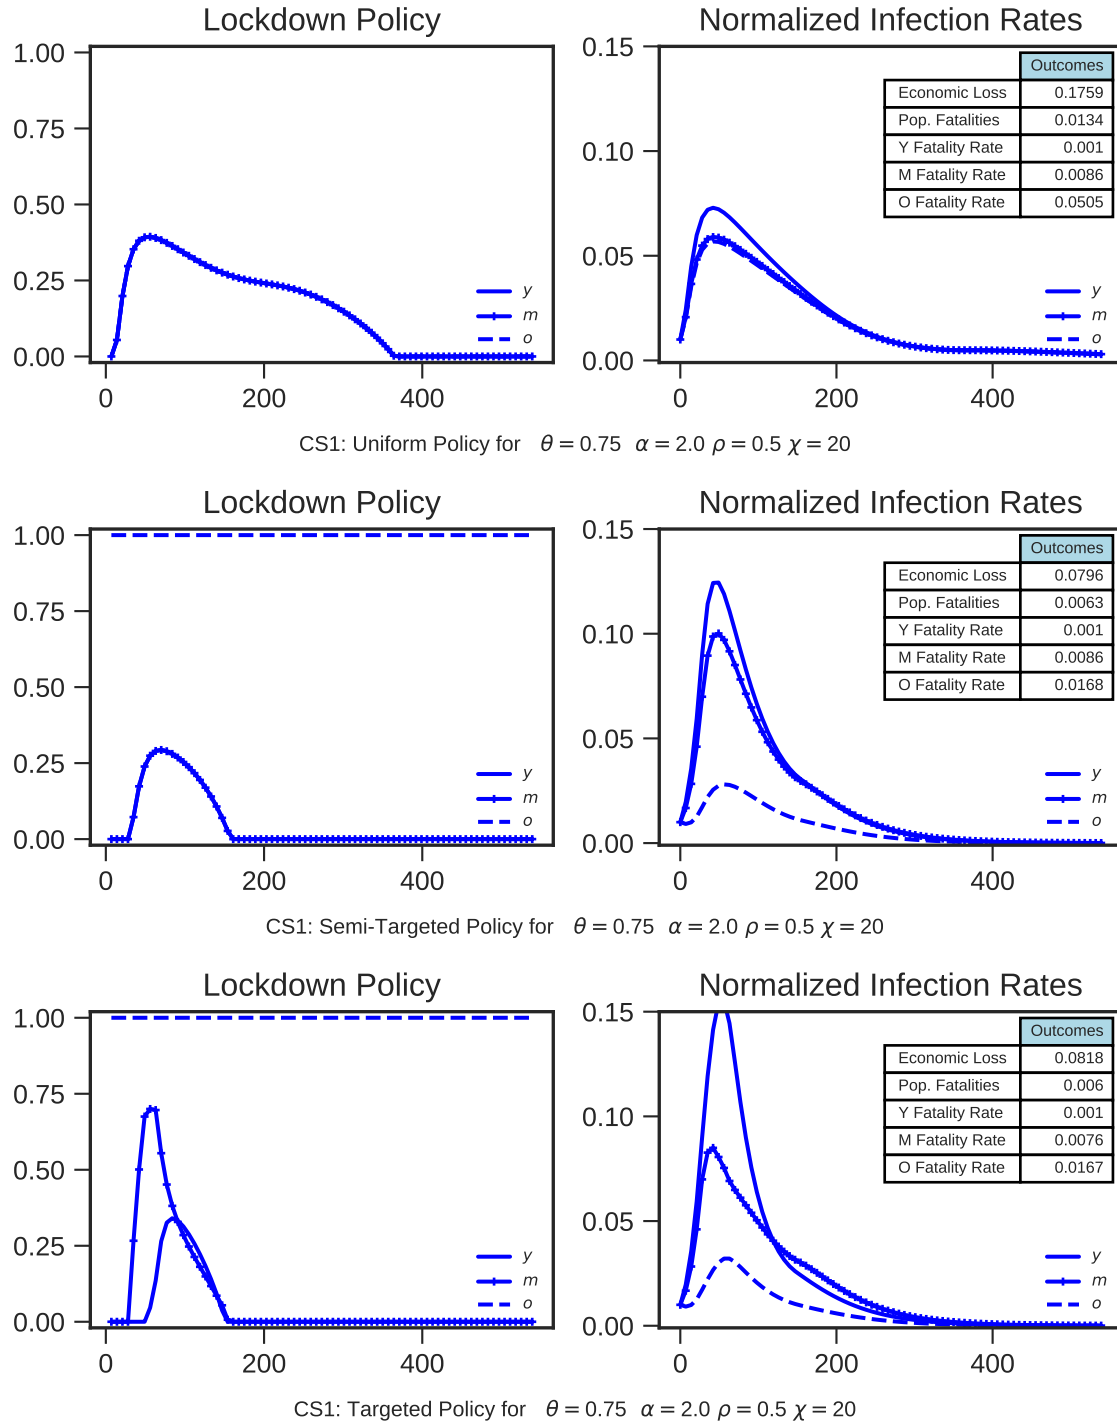 Lockdown Policy
Normalized Infection Rates
1.00
0.75
0.50
0.25
0.00
0
200
400
y
m
o
0.15
0.10
0.05
0.00
0
200
400
Outcomes
Economic Loss 0.1759
Pop. Fatalities 0.0134
Y Fatality Rate 0.001
M Fatality Rate 0.0086
O Fatality Rate 0.0505
y
m
o
CS1: Uniform Policy for θ = 0.75 α = 2.0 ρ = 0.5 χ = 20
Lockdown Policy
Normalized Infection Rates
1.00
0.75
0.50
0.25
0.00
0
200
400
y
m
o
0.15
0.10
0.05
0.00
0
200
400
Outcomes
Economic Loss 0.0796
Pop. Fatalities 0.0063
Y Fatality Rate 0.001
M Fatality Rate 0.0086
O Fatality Rate 0.0168
y
m
o
CS1: Semi-Targeted Policy for θ = 0.75 α = 2.0 ρ = 0.5 χ = 20
Lockdown Policy
Normalized Infection Rates
1.00
0.75
0.50
0.25
0.00
0
200
400
y
m
o
0.15
0.10
0.05
0.00
0
200
400
Outcomes
Economic Loss 0.0818
Pop. Fatalities 0.006
Y Fatality Rate 0.001
M Fatality Rate 0.0076
O Fatality Rate 0.0167
y
m
o
CS1: Targeted Policy for θ = 0.75 α = 2.0 ρ = 0.5 χ = 20